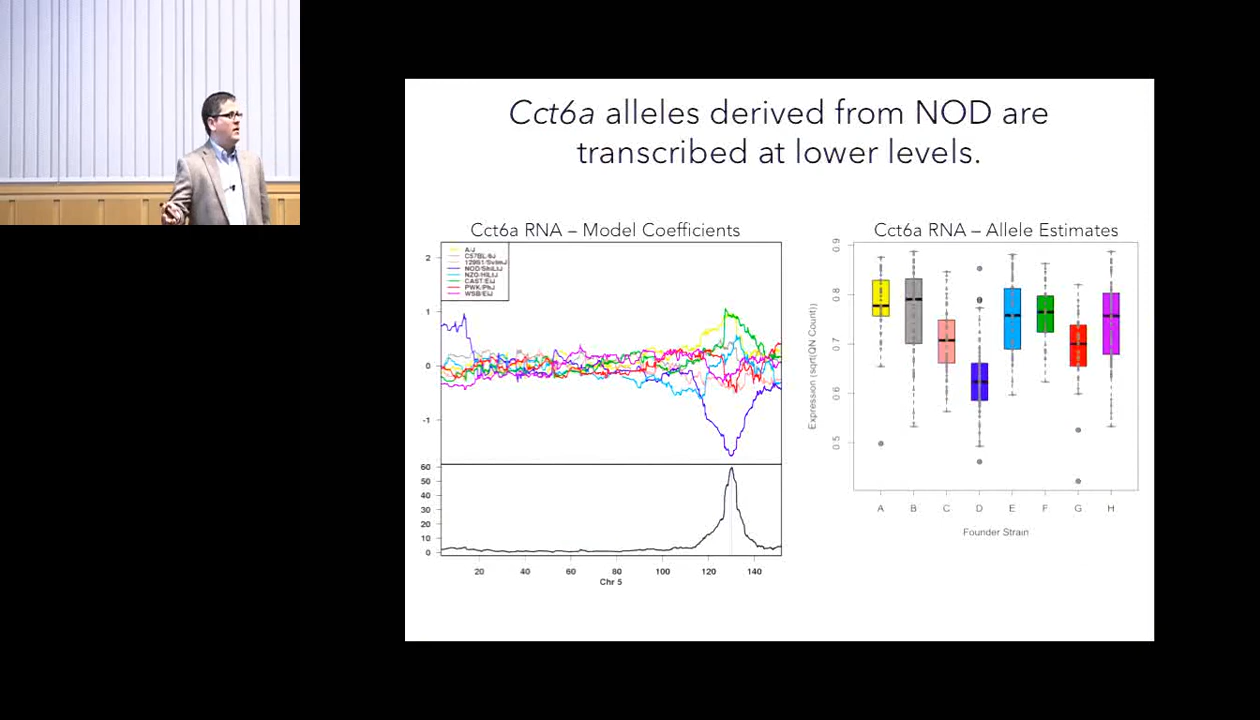 Cct6a alleles derived from NOD are
transcribed at lower levels.
Cct6a RNA – Model Coefficients
A/J
C57BL/6J
129S1/SvImJ
NOD/ShiLtJ
NZO/HlLtJ
CAST/EiJ
PWK/PhJ
WSB/EiJ
2
1
0
-1
60
50
40
30
20
10
0
20 40 60 80 100 120 140
Chr 5
Cct6a RNA – Allele Estimates
Expression (sqrt(QN Count))
0.9
0.8
0.7
0.6
0.5
A B C D E F G H
Founder Strain